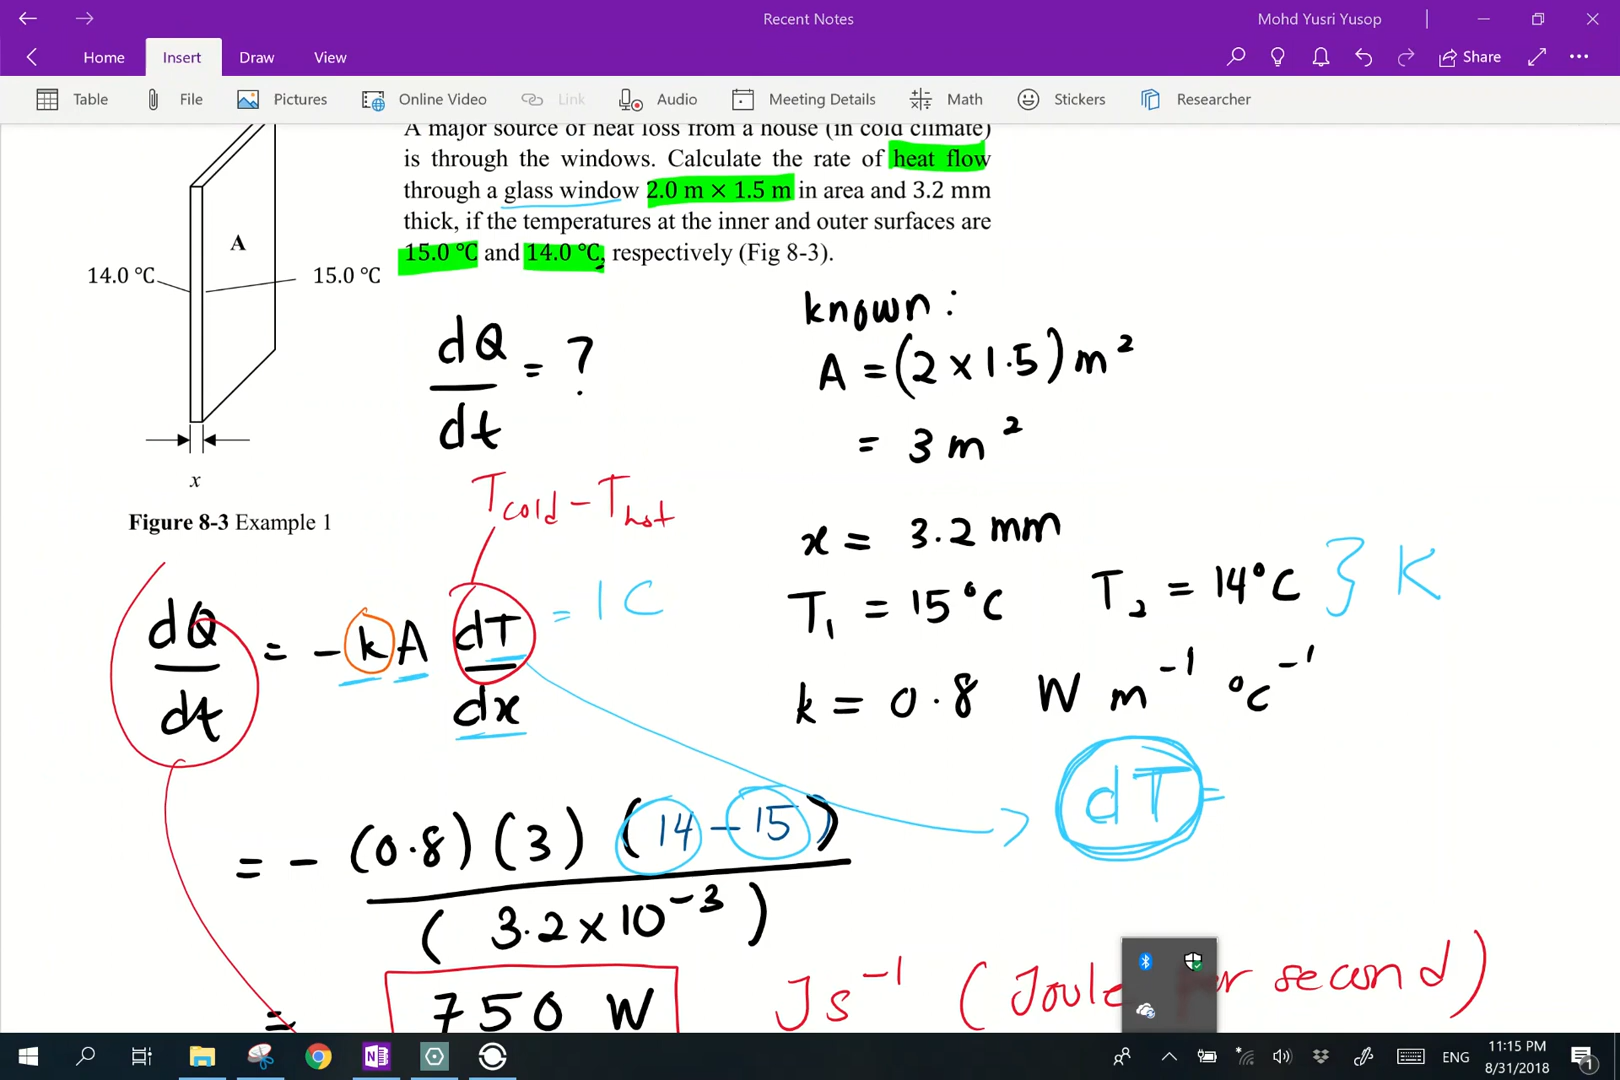 Recent Notes
Mohd Yusri Yusop
Home Insert Draw View
Share
Table File Pictures Online Video Link Audio Meeting Details Math Stickers Researcher
A major source of heat loss from a house (in cold climate)
is through the windows. Calculate the rate of heat flow
through a glass window 2.0 m × 1.5 m in area and 3.2 mm
thick, if the temperatures at the inner and outer surfaces are
15.0 °C and 14.0 °C, respectively (Fig 8-3).
A
14.0 °C
15.0 °C
x
Figure 8-3 Example 1
dQ/dt = ?
known:
A = (2 × 1.5) m²
= 3 m²
Tcold - Thot
x = 3.2 mm
T₁ = 15°C T₂ = 14°C } K
k = 0.8 W m⁻¹ °C⁻¹
dQ/dt = -kA dT/dx
= 1 C
dT =
= - (0.8)(3)(14-15)/(3.2×10⁻³)
= 750 W
Js⁻¹ (Joule per second)
ENG
11:15 PM
8/31/2018
1